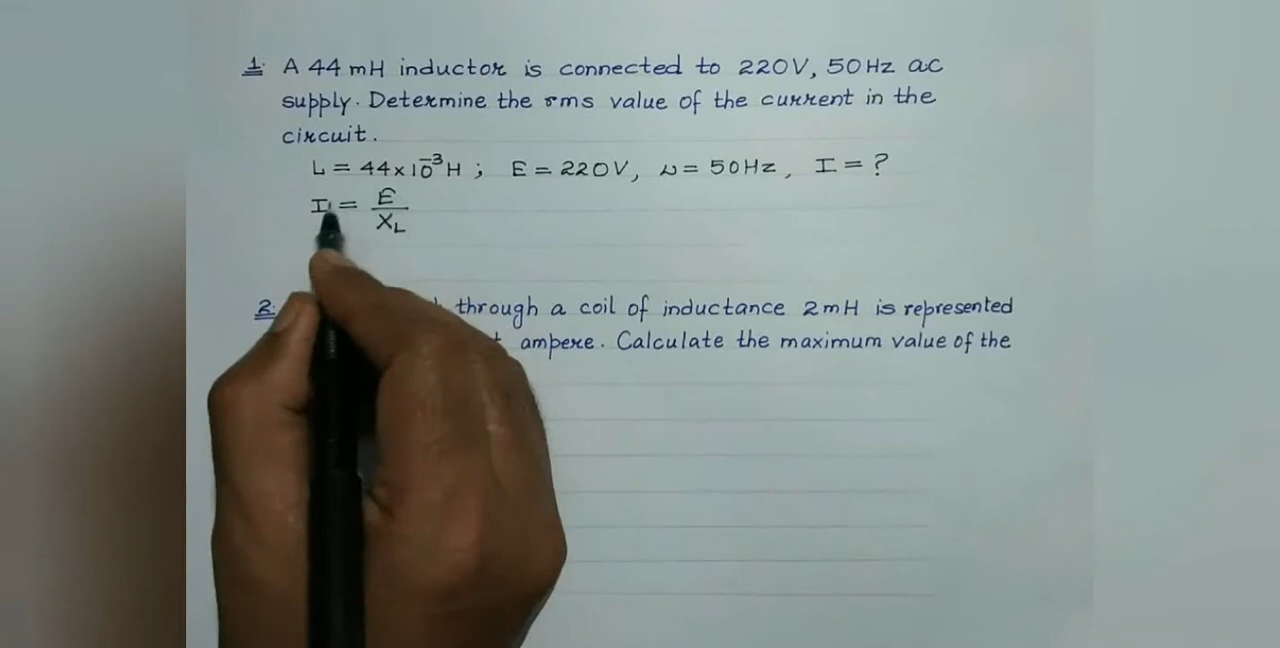 1. A 44 mH inductor is connected to 220V, 50Hz ac
supply. Determine the rms value of the current in the
circuit.
L = 44×10⁻³H ; E = 220V, ν = 50Hz, I = ?
I = E/X_L
2. through a coil of inductance 2mH is represented
ampere. Calculate the maximum value of the